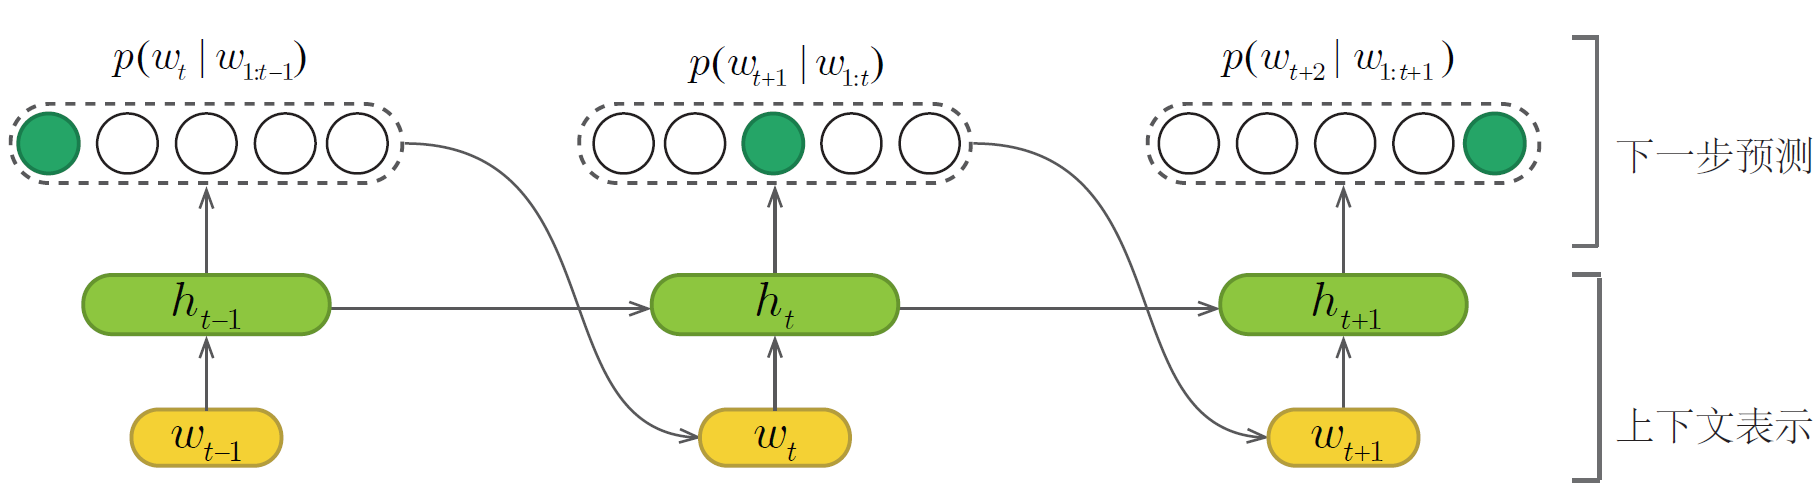 p(w_t | w_{1:t−1})
p(w_{t+1} | w_{1:t})
p(w_{t+2} | w_{1:t+1})
下一步预测
h_{t−1}
h_t
h_{t+1}
上下文表示
w_{t−1}
w_t
w_{t+1}